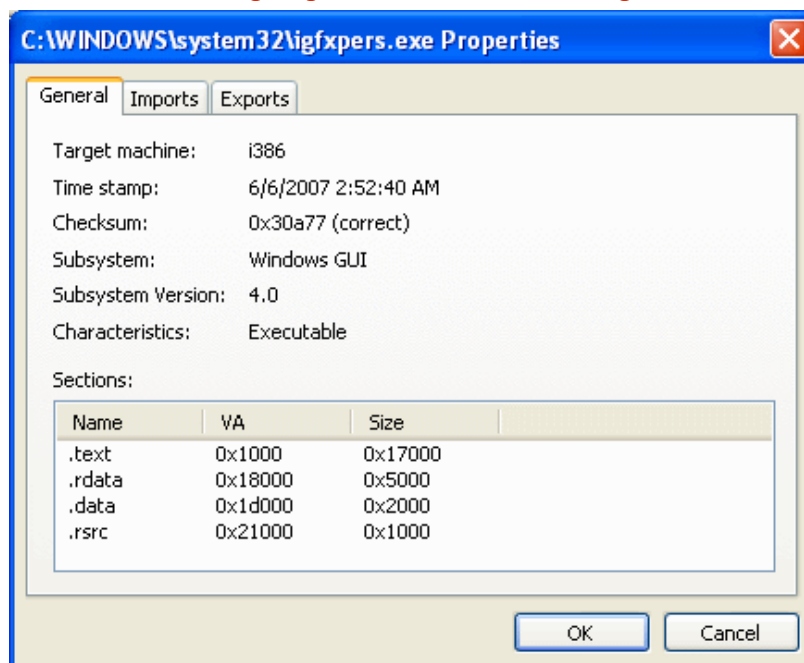 C:\WINDOWS\system32\igfxpers.exe Properties
General Imports Exports
Target machine: i386
Time stamp: 6/6/2007 2:52:40 AM
Checksum: 0x30a77 (correct)
Subsystem: Windows GUI
Subsystem Version: 4.0
Characteristics: Executable
Sections:
Name VA Size
.text 0x1000 0x17000
.rdata 0x18000 0x5000
.data 0x1d000 0x2000
.rsrc 0x21000 0x1000
OK Cancel